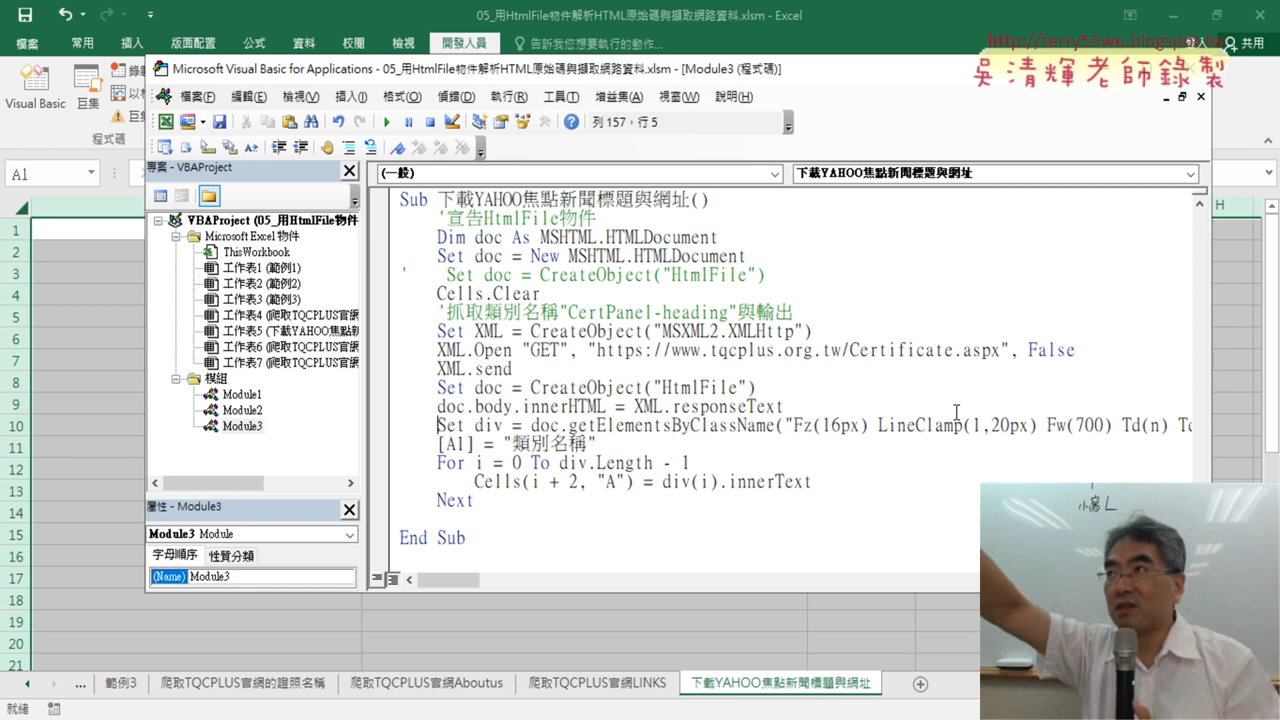 05_用HtmlFile物件解析HTML原始碼與擷取網路資料.xlsm - Excel
檔案 常用 插入 版面配置 公式 資料 校閱 檢視 開發人員 告訴我您想要執行的動作... 登入 共用
http://terry55wu.blogspot.tw
吳清輝老師錄製
Visual Basic 巨集
程式碼
A1
Microsoft Visual Basic for Applications - 05_用HtmlFile物件解析HTML原始碼與擷取網路資料.xlsm - [Module3 (程式碼)]
檔案(F) 編輯(E) 檢視(V) 插入(I) 格式(O) 偵錯(D) 執行(R) 工具(T) 增益集(A) 視窗(W) 說明(H)
列 157，行 5
專案 - VBAProject
VBAProject (05_用HtmlFile物件
Microsoft Excel 物件
ThisWorkbook
工作表1 (範例1)
工作表2 (範例2)
工作表3 (範例3)
工作表4 (爬取TQCPLUS官網
工作表5 (下載YAHOO焦點新
工作表6 (爬取TQCPLUS官網
工作表7 (爬取TQCPLUS官網
模組
Module1
Module2
Module3
屬性 - Module3
Module3 Module
字母順序 性質分類
(Name) Module3
(一般) 下載YAHOO焦點新聞標題與網址
Sub 下載YAHOO焦點新聞標題與網址()
'宣告HtmlFile物件
Dim doc As MSHTML.HTMLDocument
Set doc = New MSHTML.HTMLDocument
' Set doc = CreateObject("HtmlFile")
Cells.Clear
'抓取類別名稱"CertPanel-heading"與輸出
Set XML = CreateObject("MSXML2.XMLHttp")
XML.Open "GET", "https://www.tqcplus.org.tw/Certificate.aspx", False
XML.send
Set doc = CreateObject("HtmlFile")
doc.body.innerHTML = XML.responseText
Set div = doc.getElementsByClassName("Fz(16px) LineClamp(1,20px) Fw(700) Td(n) Td
[A1] = "類別名稱"
For i = 0 To div.Length - 1
Cells(i + 2, "A") = div(i).innerText
Next
End Sub
H
1
2
3
4
5
6
7
8
9
10
11
12
13
14
15
16
17
18
19
20
21
... 範例3 爬取TQCPLUS官網的證照名稱 爬取TQCPLUS官網Aboutus 爬取TQCPLUS官網LINKS 下載YAHOO焦點新聞標題與網址
就緒